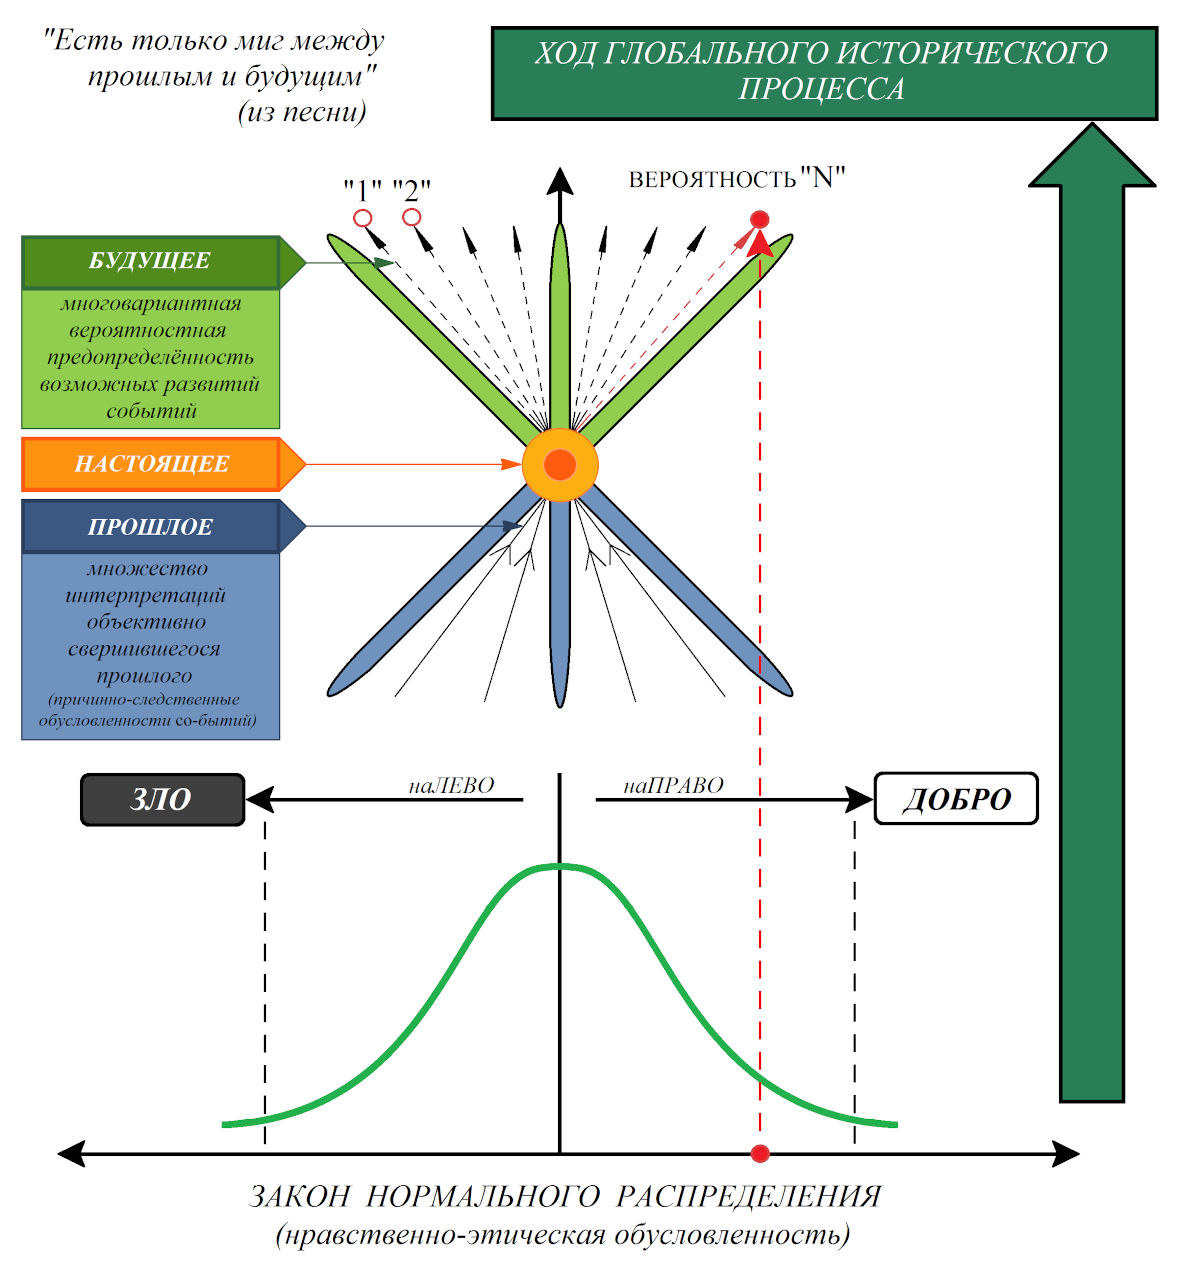 "Есть только миг между
прошлым и будущим"
(из песни)
ХОД ГЛОБАЛЬНОГО ИСТОРИЧЕСКОГО
ПРОЦЕССА
"1" "2"
ВЕРОЯТНОСТЬ "N"
БУДУЩЕЕ
многовариантная
вероятностная
предопределённость
возможных развитий
событий
НАСТОЯЩЕЕ
ПРОШЛОЕ
множество
интерпретаций
объективно
свершившегося
прошлого
(причинно-следственные
обусловленности со-бытий)
ЗЛО
наЛЕВО
наПРАВО
ДОБРО
ЗАКОН НОРМАЛЬНОГО РАСПРЕДЕЛЕНИЯ
(нравственно-этическая обусловленность)